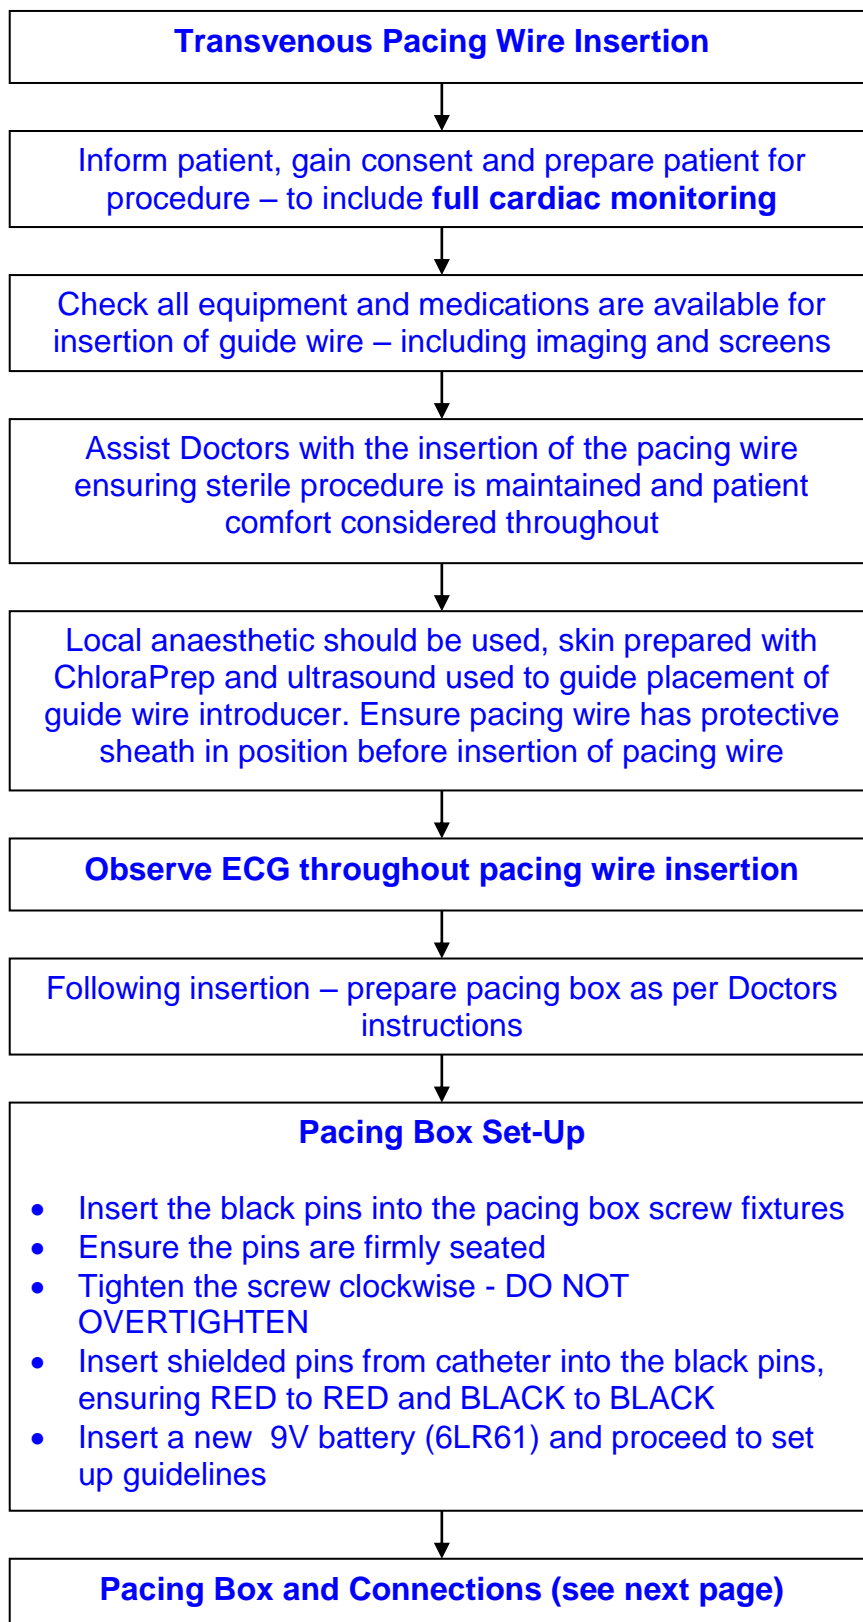 Transvenous Pacing Wire Insertion
Inform patient, gain consent and prepare patient for
procedure – to include full cardiac monitoring
Check all equipment and medications are available for
insertion of guide wire – including imaging and screens
Assist Doctors with the insertion of the pacing wire
ensuring sterile procedure is maintained and patient
comfort considered throughout
Local anaesthetic should be used, skin prepared with
ChloraPrep and ultrasound used to guide placement of
guide wire introducer. Ensure pacing wire has protective
sheath in position before insertion of pacing wire
Observe ECG throughout pacing wire insertion
Following insertion – prepare pacing box as per Doctors
instructions
Pacing Box Set-Up
• Insert the black pins into the pacing box screw fixtures
• Ensure the pins are firmly seated
• Tighten the screw clockwise - DO NOT
OVERTIGHTEN
• Insert shielded pins from catheter into the black pins,
ensuring RED to RED and BLACK to BLACK
• Insert a new 9V battery (6LR61) and proceed to set
up guidelines
Pacing Box and Connections (see next page)